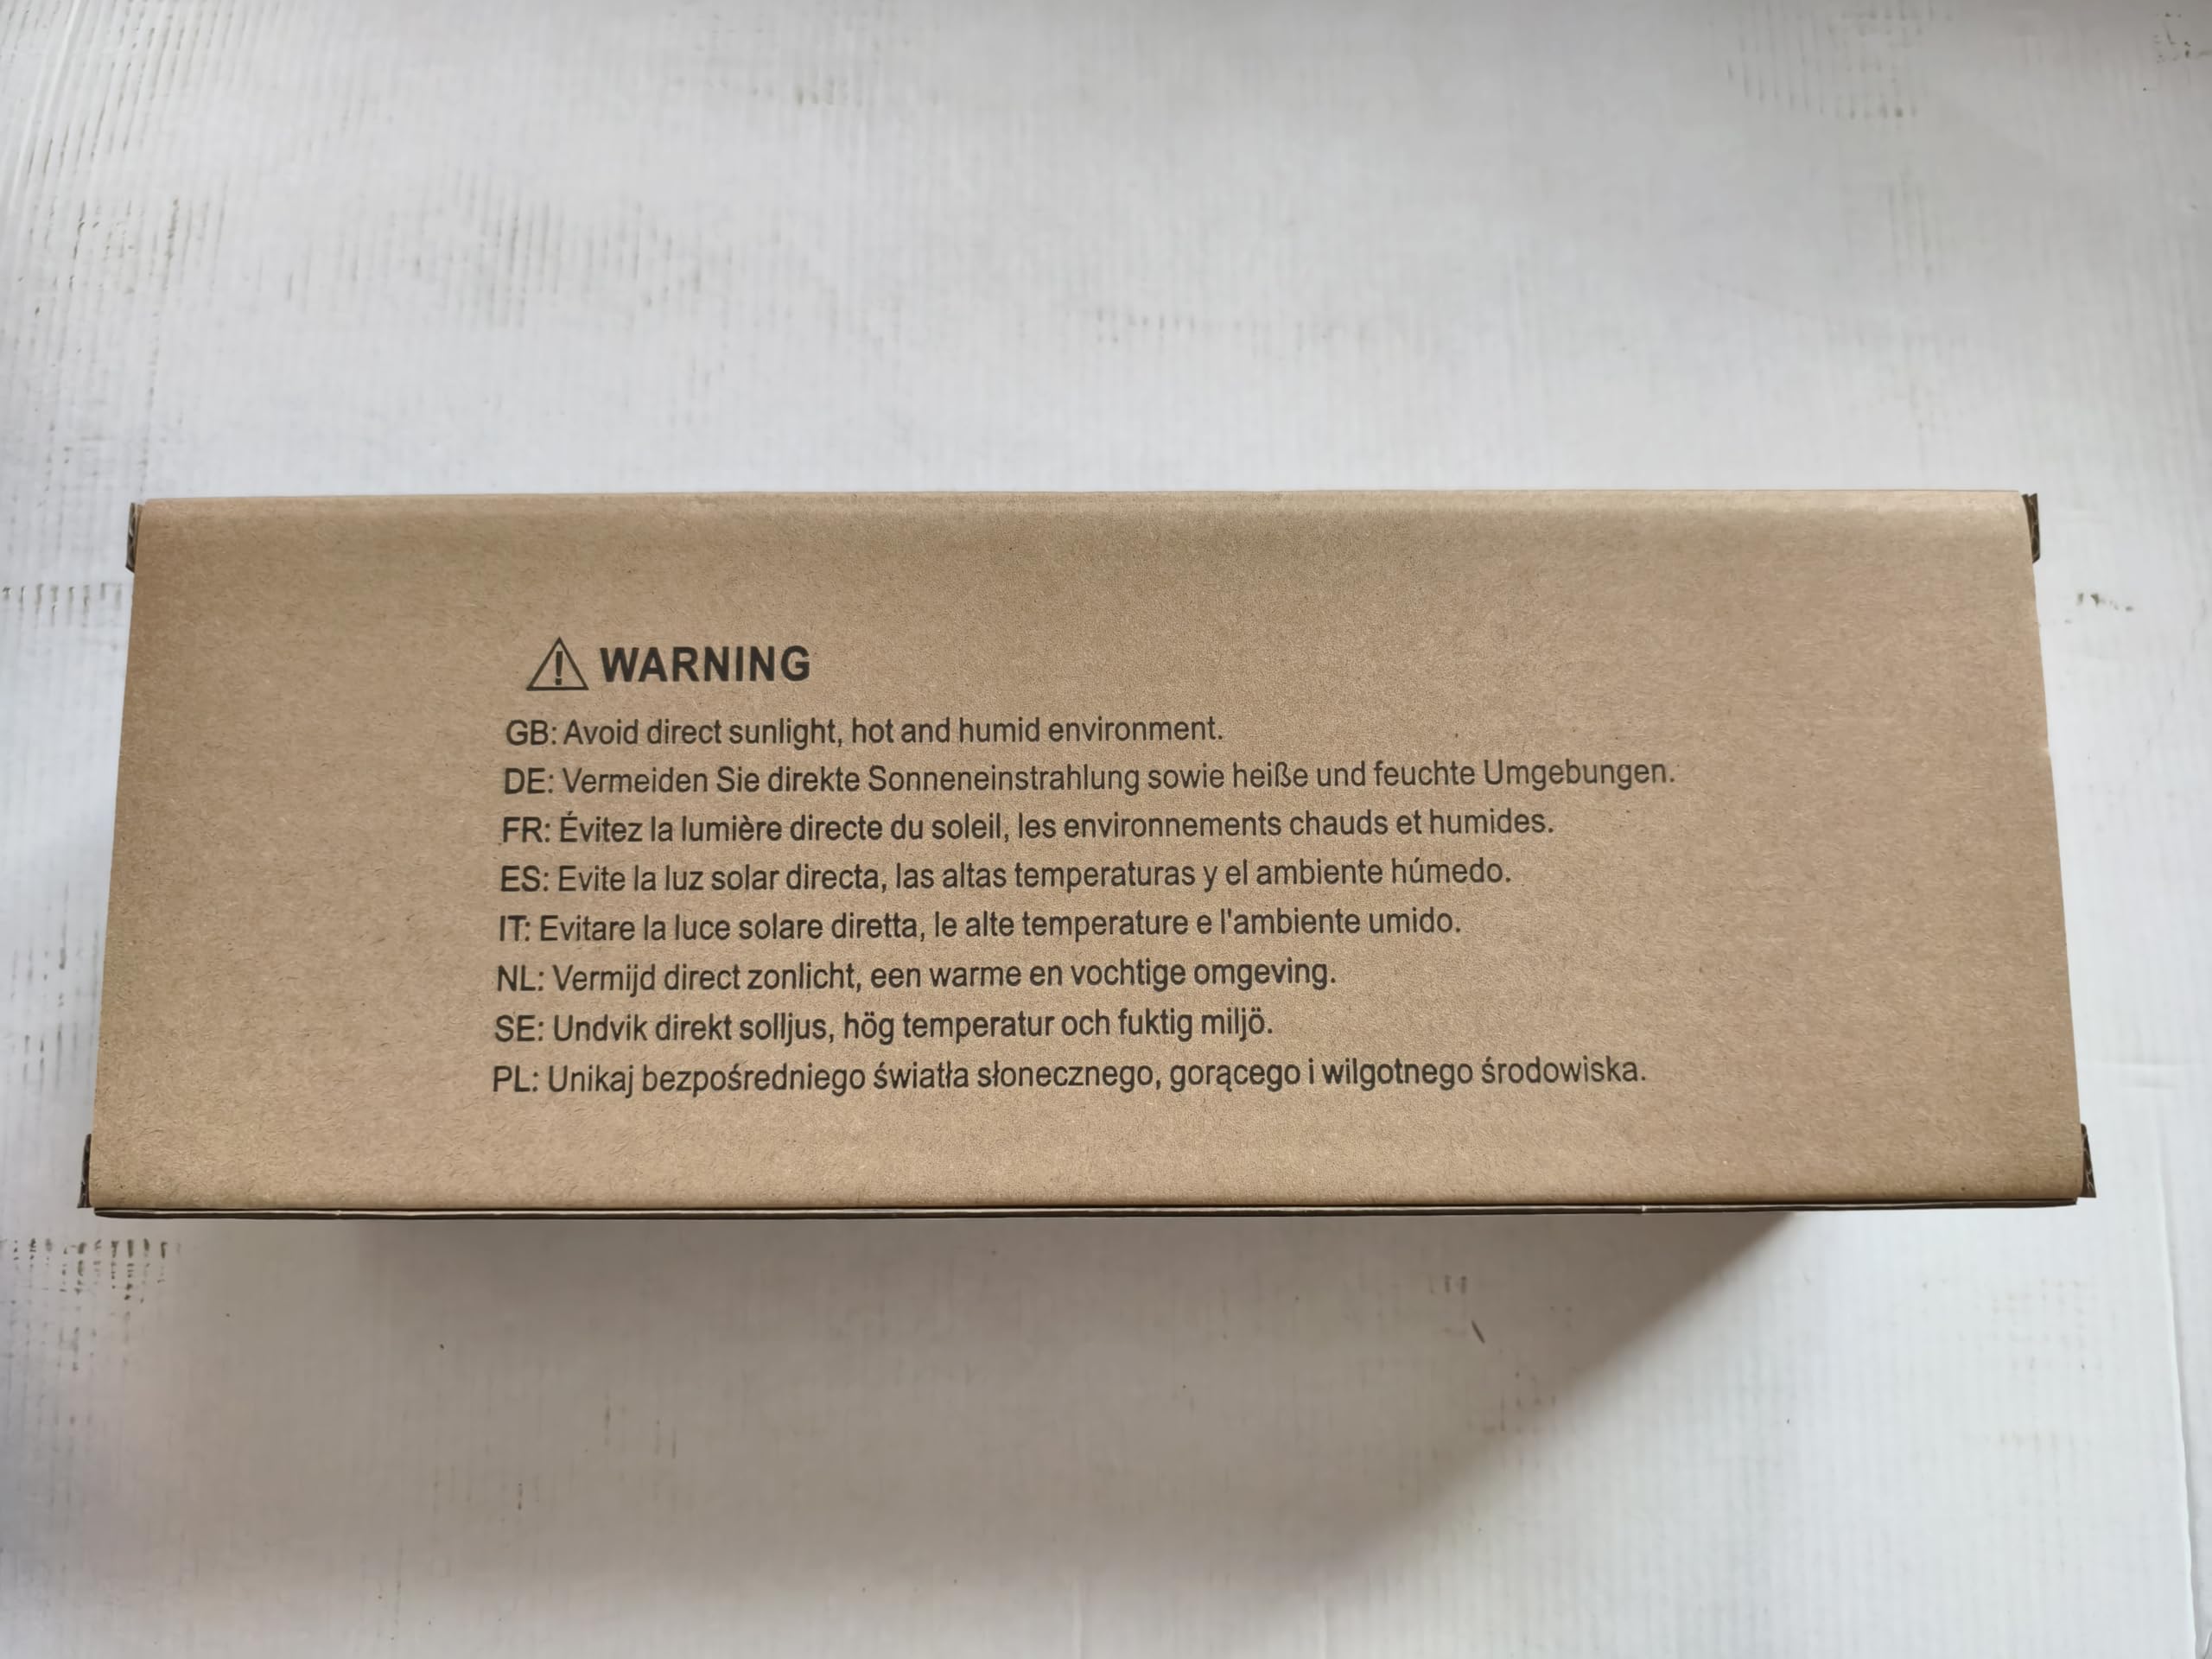 WARNING
GB: Avoid direct sunlight, hot and humid environment.
DE: Vermeiden Sie direkte Sonneneinstrahlung sowie heiße und feuchte Umgebungen.
FR: Évitez la lumière directe du soleil, les environnements chauds et humides.
ES: Evite la luz solar directa, las altas temperaturas y el ambiente húmedo.
IT: Evitare la luce solare diretta, le alte temperature e l'ambiente umido.
NL: Vermijd direct zonlicht, een warme en vochtige omgeving.
SE: Undvik direkt solljus, hög temperatur och fuktig miljö.
PL: Unikaj bezpośredniego światła słonecznego, gorącego i wilgotnego środowiska.